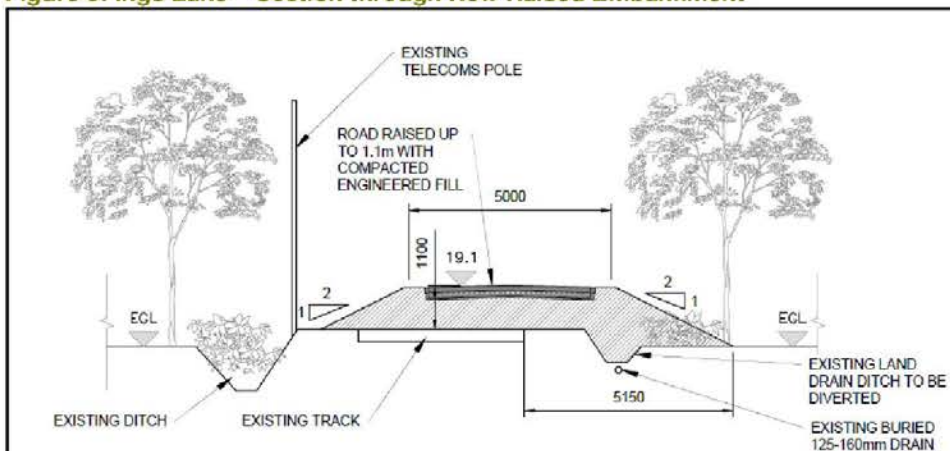 EXISTING
TELECOMS POLE
ROAD RAISED UP
TO 1.1m WITH
COMPACTED
ENGINEERED FILL
5000
1100
19.1
2
1
2
1
EGL
EGL
EXISTING DITCH
EXISTING TRACK
5150
EXISTING LAND
DRAIN DITCH TO BE
DIVERTED
EXISTING BURIED
125-160mm DRAIN